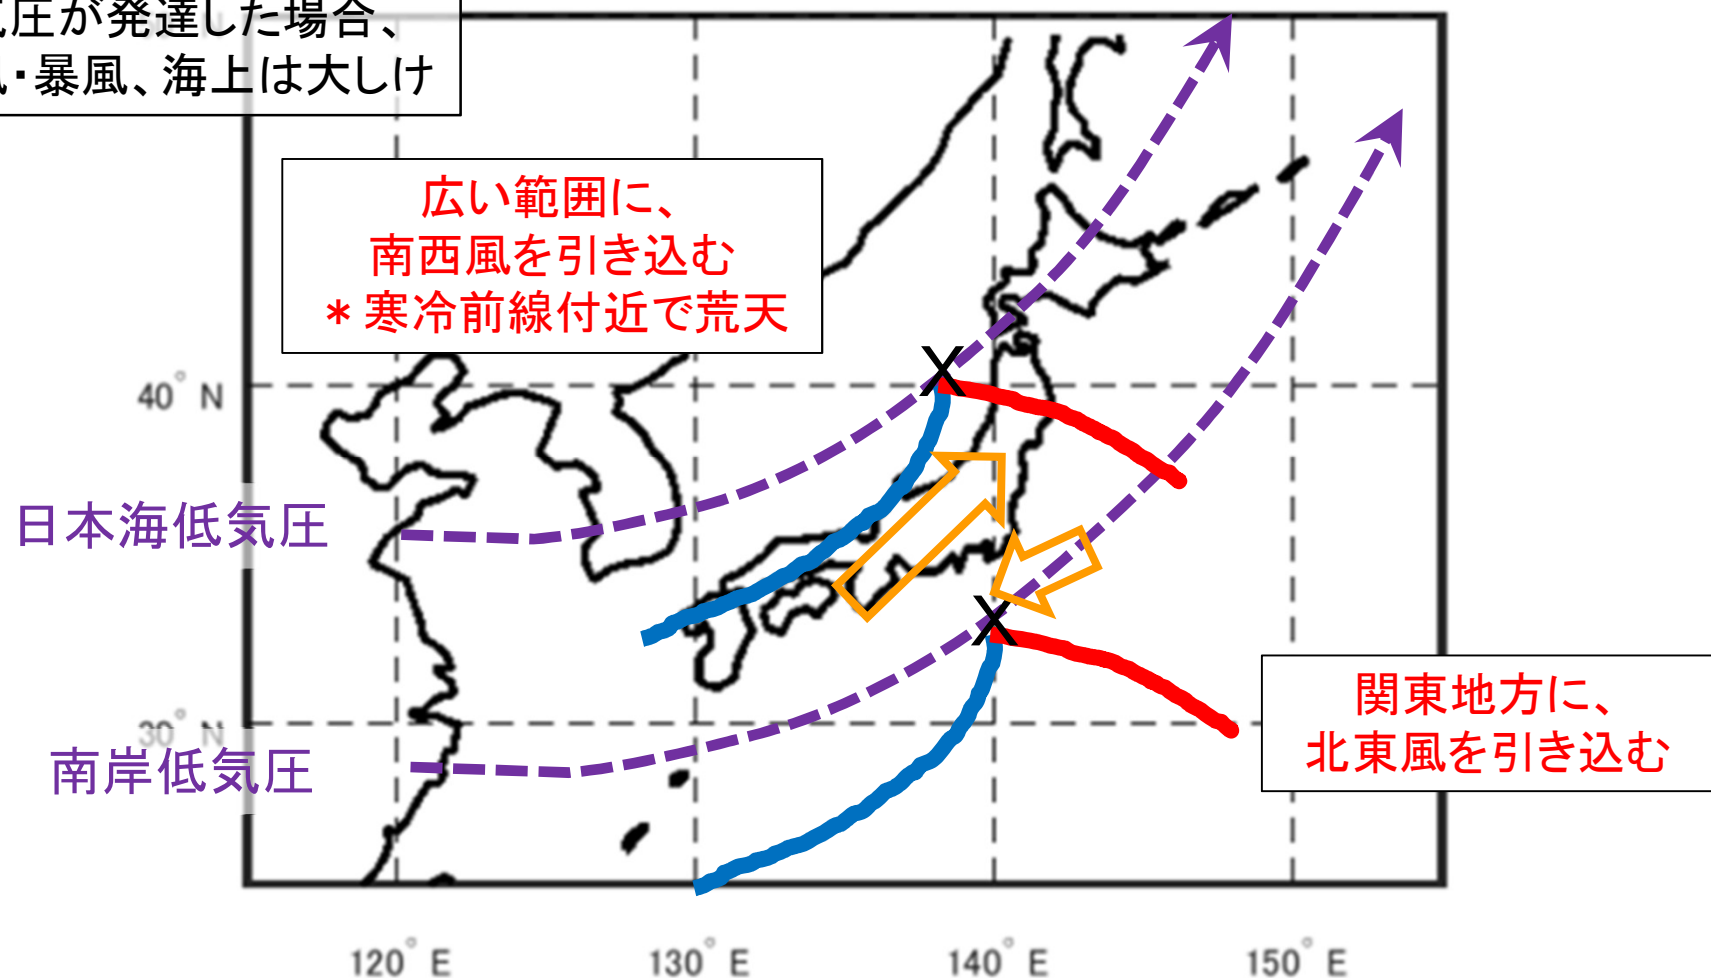 気圧が発達した場合、
・暴風、海上は大しけ
広い範囲に、
南西風を引き込む
＊寒冷前線付近で荒天
40° N
日本海低気圧
30° N
南岸低気圧
関東地方に、
北東風を引き込む
120° E
130° E
140° E
150° E
X
X